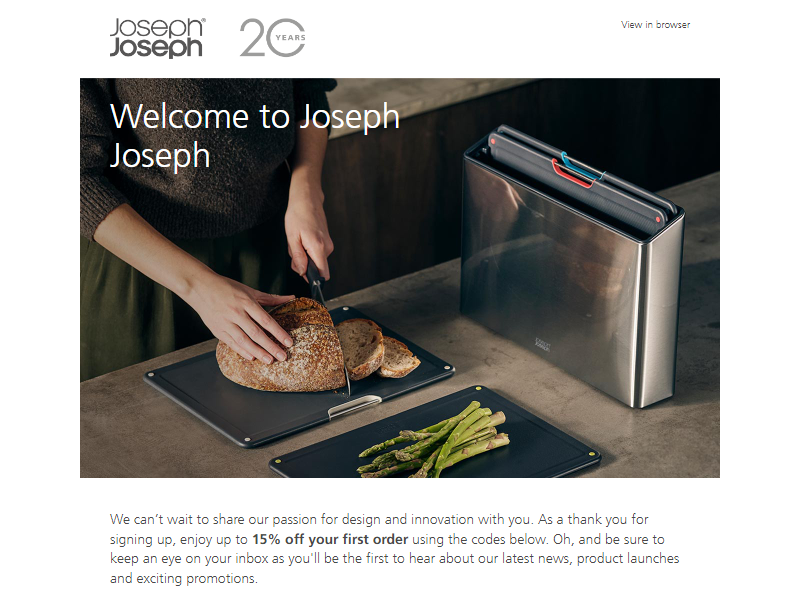 Joseph®
Joseph
20 YEARS
View in browser
Welcome to Joseph
Joseph
We can't wait to share our passion for design and innovation with you. As a thank you for
signing up, enjoy up to 15% off your first order using the codes below. Oh, and be sure to
keep an eye on your inbox as you'll be the first to hear about our latest news, product launches
and exciting promotions.